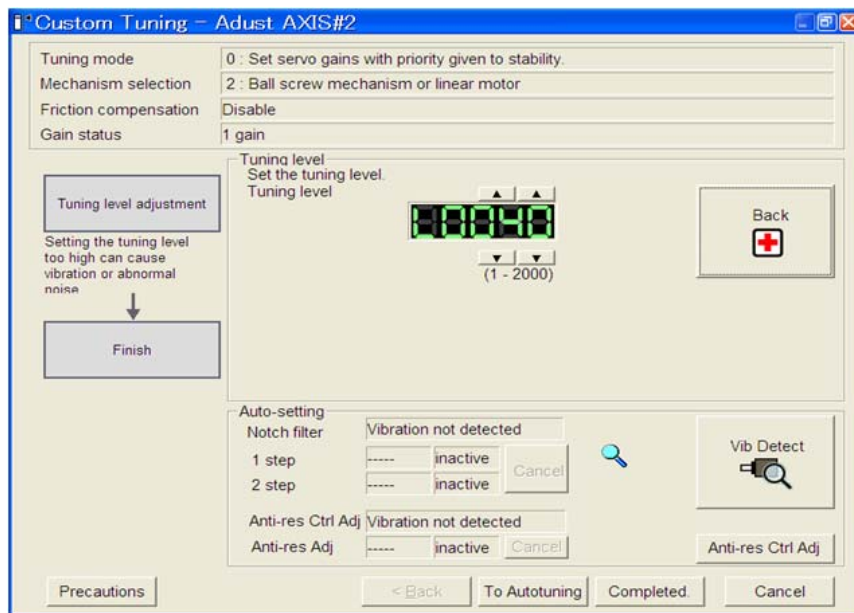 Custom Tuning - Adust AXIS#2
Tuning mode 0 : Set servo gains with priority given to stability.
Mechanism selection 2 : Ball screw mechanism or linear motor
Friction compensation Disable
Gain status 1 gain
Tuning level adjustment
Setting the tuning level
too high can cause
vibration or abnormal
noise
Finish
Tuning level
Set the tuning level.
Tuning level
L0040
(1 - 2000)
Back
Auto-setting
Notch filter Vibration not detected
1 step ----- inactive
Cancel
2 step ----- inactive
Anti-res Ctrl Adj Vibration not detected
Anti-res Adj ----- inactive Cancel
Vib Detect
Anti-res Ctrl Adj
Precautions < Back To Autotuning Completed. Cancel